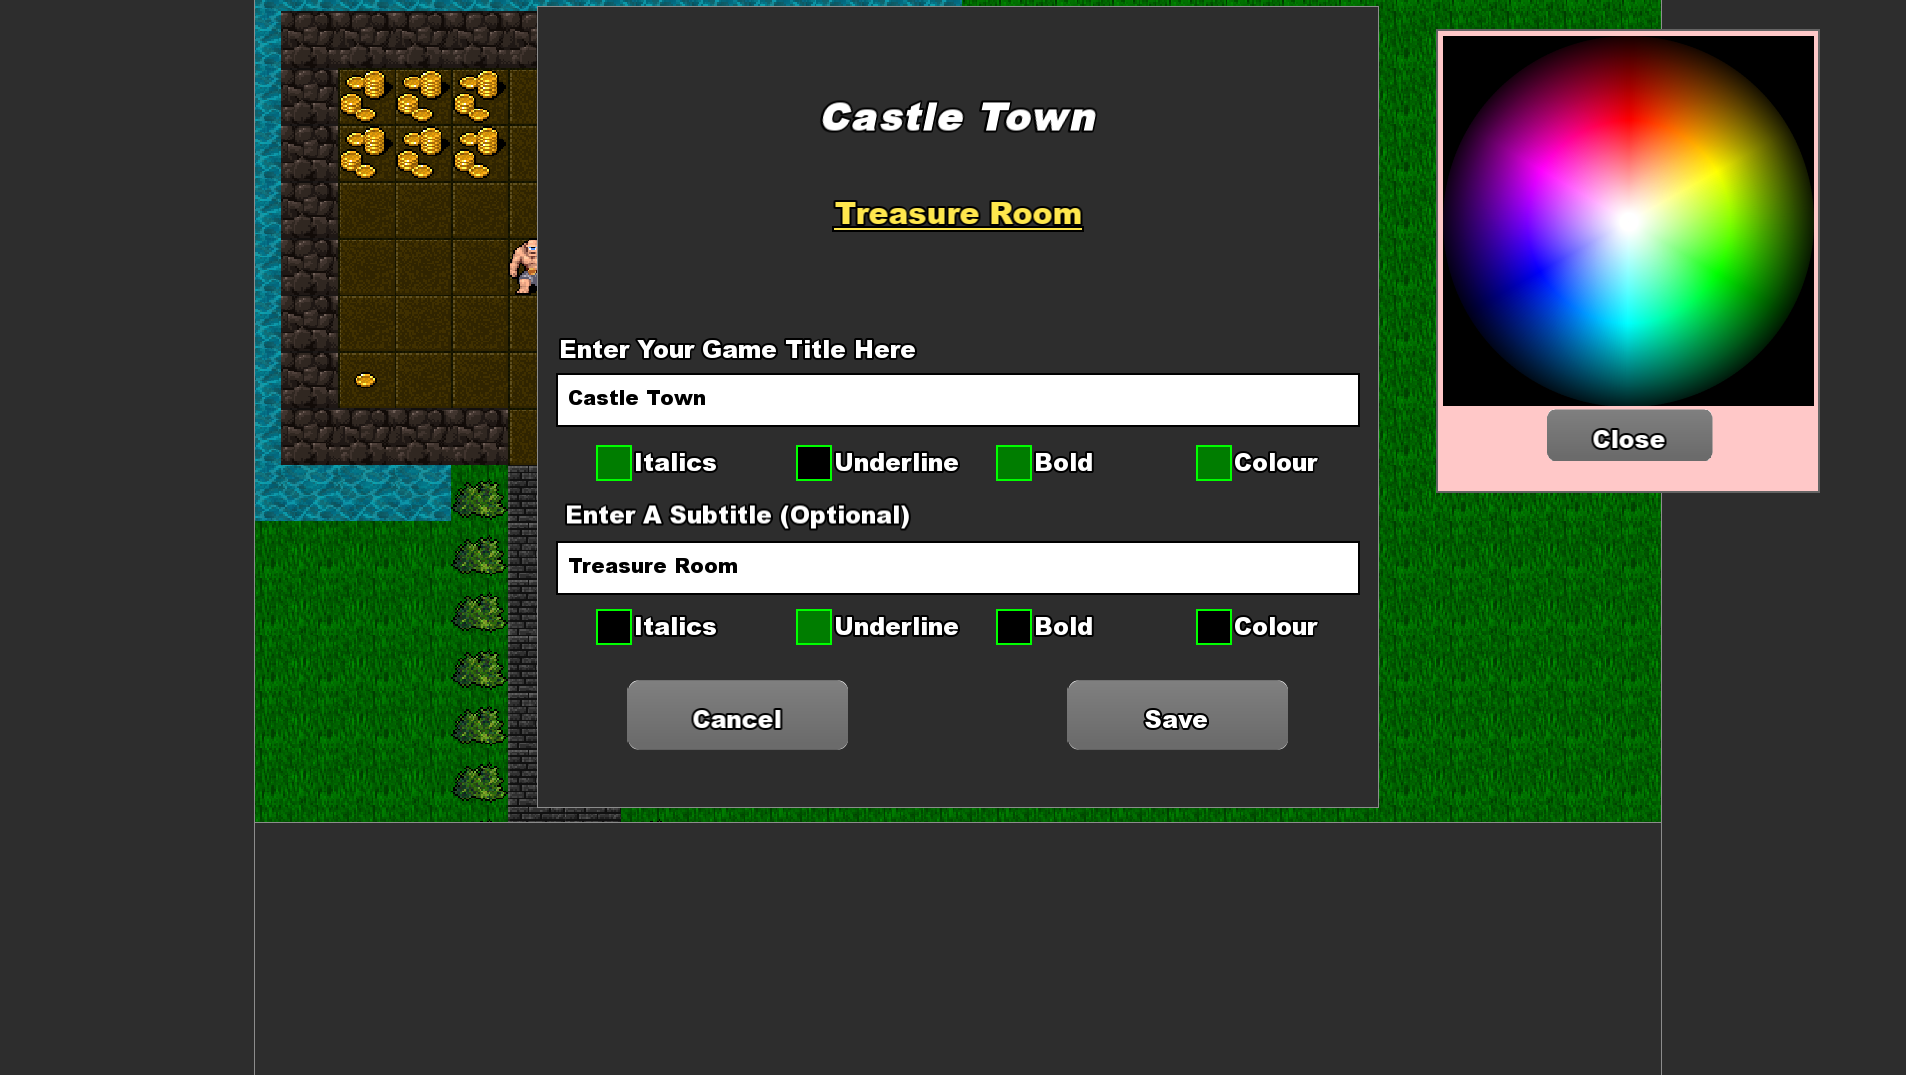 Castle Town
Treasure Room
Enter Your Game Title Here
Castle Town
Italics Underline Bold Colour
Enter A Subtitle (Optional)
Treasure Room
Italics Underline Bold Colour
Cancel Save
Close